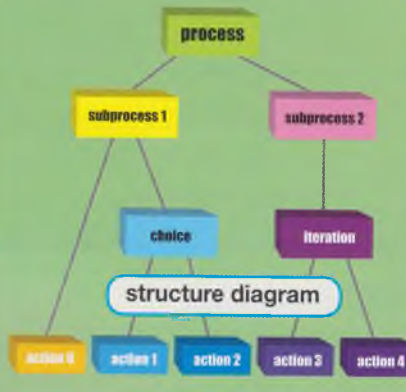 process
subprocess 1
subprocess 2
choice
iteration
structure diagram
action 0
action 1
action 2
action 3
action 4